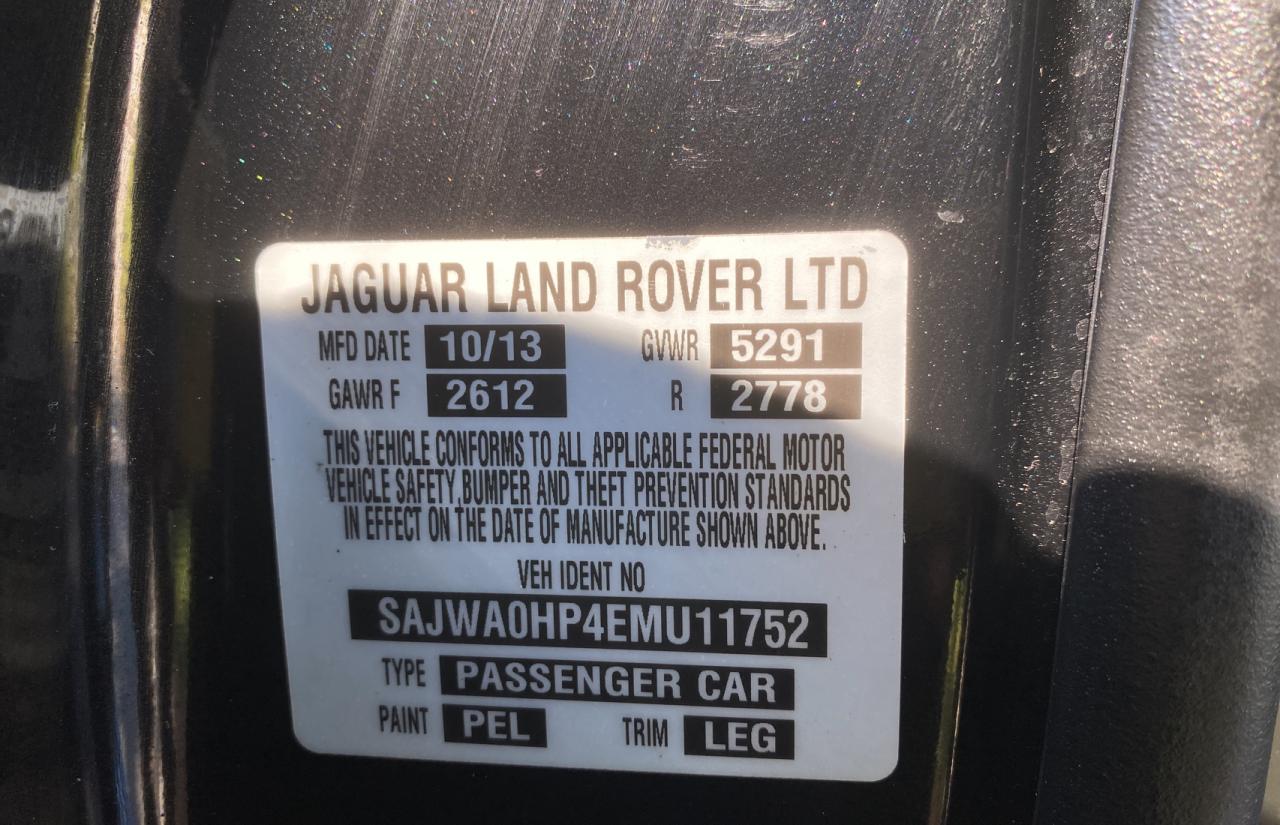 JAGUAR LAND ROVER LTD
MFD DATE 10/13 GVWR 5291
GAWR F 2612 R 2778
THIS VEHICLE CONFORMS TO ALL APPLICABLE FEDERAL MOTOR
VEHICLE SAFETY,BUMPER AND THEFT PREVENTION STANDARDS
IN EFFECT ON THE DATE OF MANUFACTURE SHOWN ABOVE.
VEH IDENT NO
SAJWA0HP4EMU11752
TYPE PASSENGER CAR
PAINT PEL TRIM LEG